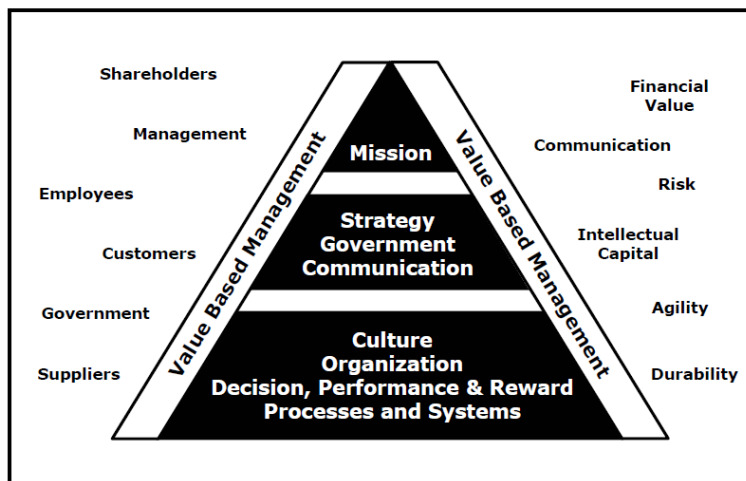 Shareholders
Management
Employees
Customers
Government
Suppliers
Value Based Management
Mission
Strategy
Government
Communication
Culture
Organization
Decision, Performance & Reward
Processes and Systems
Value Based Management
Financial
Value
Communication
Risk
Intellectual
Capital
Agility
Durability